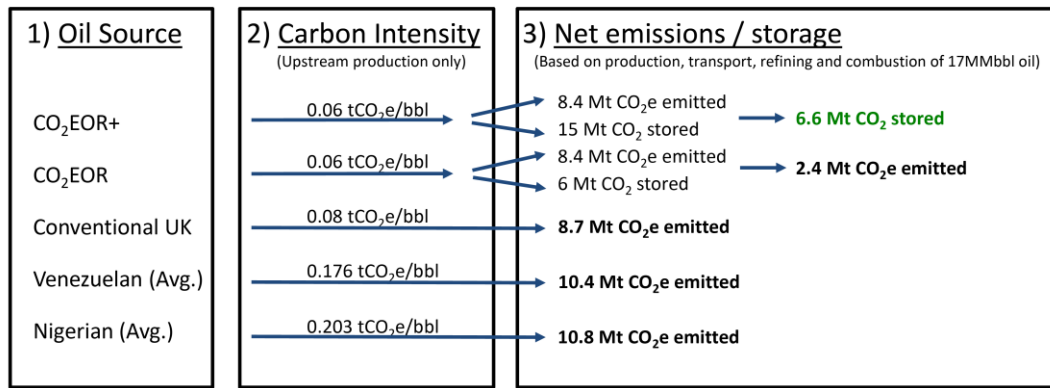 1) Oil Source
CO₂EOR+
CO₂EOR
Conventional UK
Venezuelan (Avg.)
Nigerian (Avg.)
2) Carbon Intensity
(Upstream production only)
0.06 tCO₂e/bbl
0.06 tCO₂e/bbl
0.08 tCO₂e/bbl
0.176 tCO₂e/bbl
0.203 tCO₂e/bbl
3) Net emissions / storage
(Based on production, transport, refining and combustion of 17MMbbl oil)
8.4 Mt CO₂e emitted
15 Mt CO₂ stored
6.6 Mt CO₂ stored
8.4 Mt CO₂e emitted
6 Mt CO₂ stored
2.4 Mt CO₂e emitted
8.7 Mt CO₂e emitted
10.4 Mt CO₂e emitted
10.8 Mt CO₂e emitted